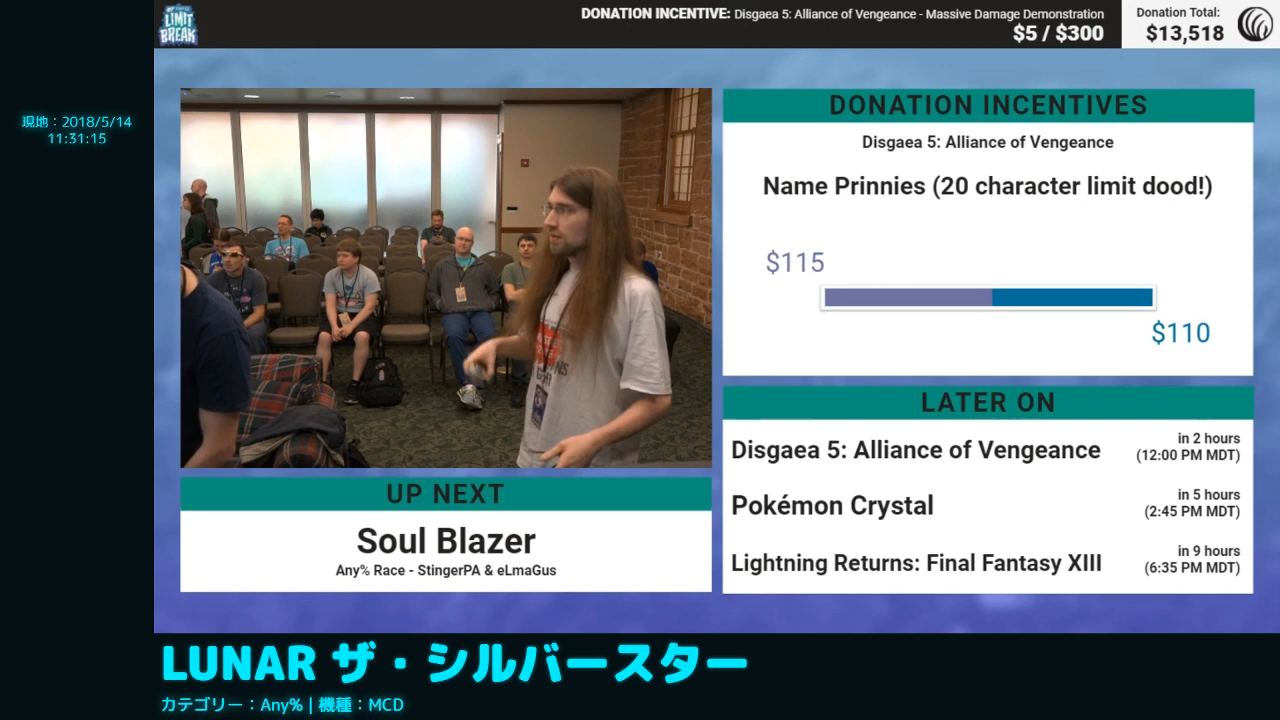 LIMIT
BREAK
DONATION INCENTIVE: Disgaea 5: Alliance of Vengeance - Massive Damage Demonstration
$5 / $300
Donation Total:
$13,518
現地：2018/5/14
11:31:15
DONATION INCENTIVES
Disgaea 5: Alliance of Vengeance
Name Prinnies (20 character limit dood!)
$115
$110
UP NEXT
Soul Blazer
Any% Race - StingerPA & eLmaGus
LATER ON
Disgaea 5: Alliance of Vengeance
in 2 hours
(12:00 PM MDT)
Pokémon Crystal
in 5 hours
(2:45 PM MDT)
Lightning Returns: Final Fantasy XIII
in 9 hours
(6:35 PM MDT)
LUNAR ザ・シルバースター
カテゴリー：Any% | 機種：MCD